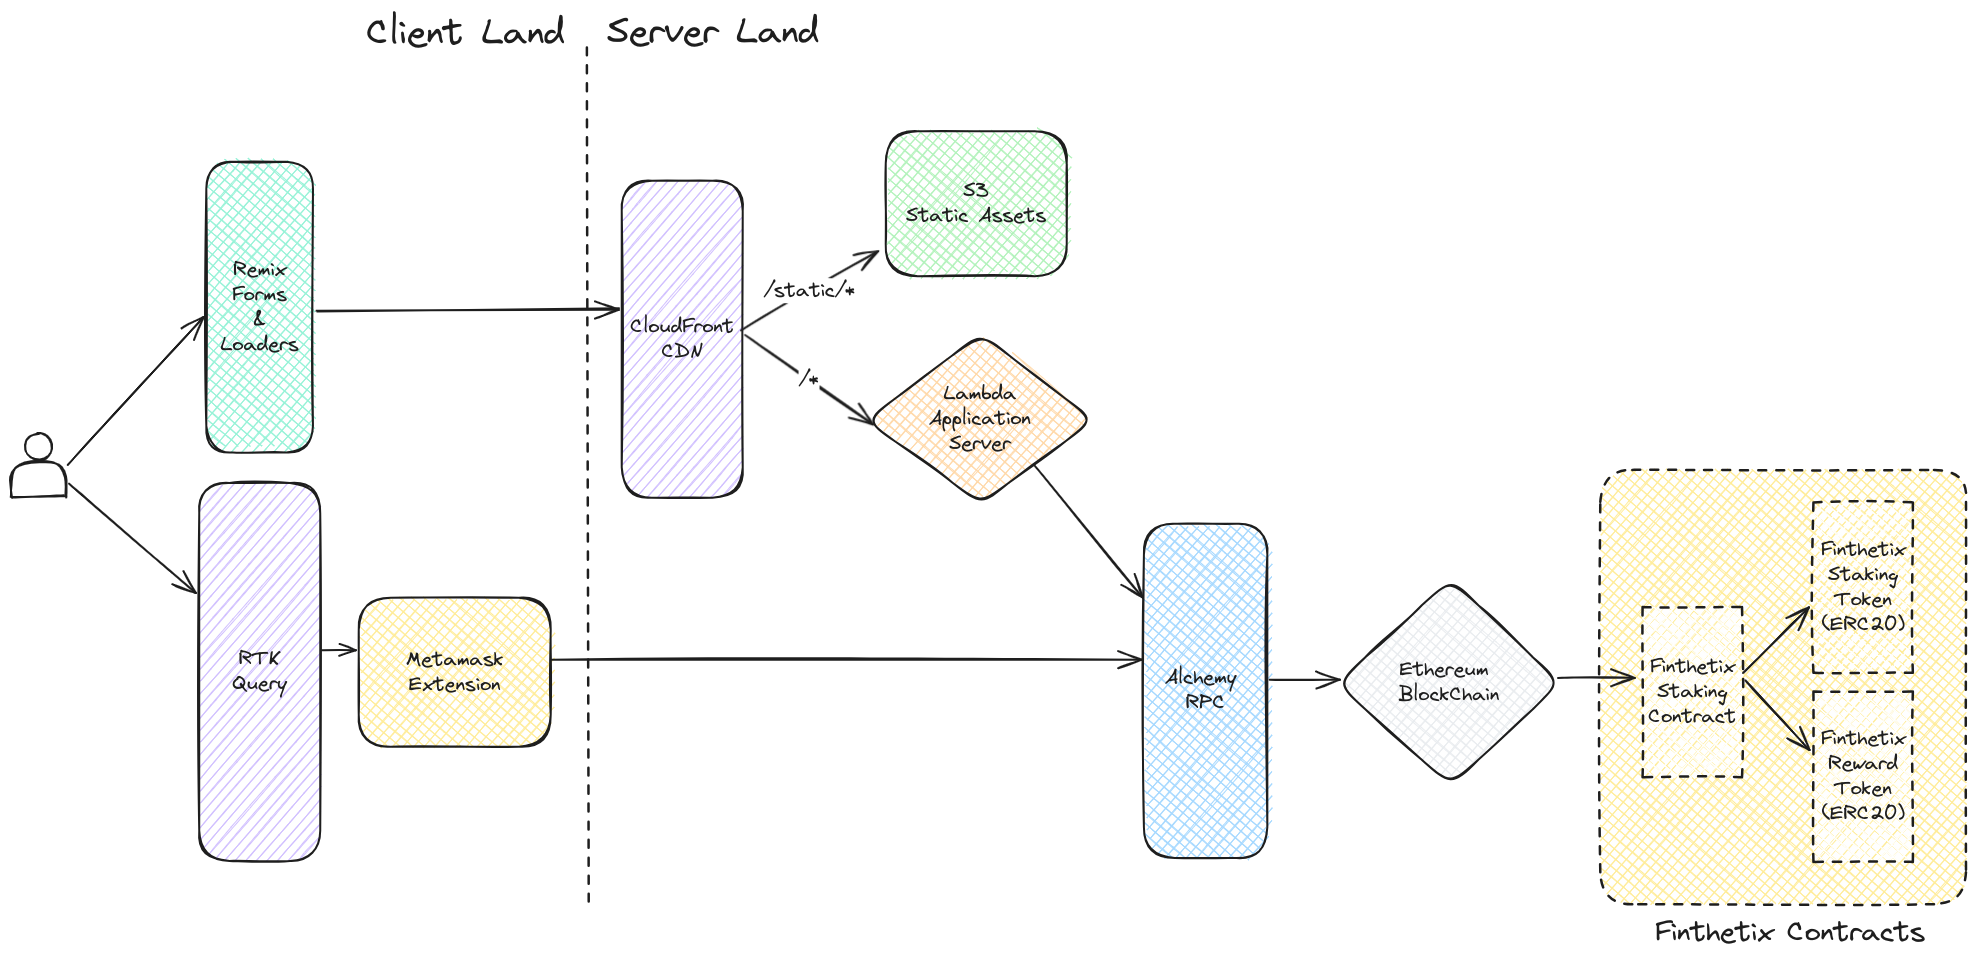 Client Land
Server Land
Remix
Forms
&
Loaders
CloudFront
CDN
/static/*
/*
S3
Static Assets
Lambda
Application
Server
RTK
Query
Metamask
Extension
Alchemy
RPC
Ethereum
BlockChain
Finthetix
Staking
Contract
Finthetix
Staking
Token
(ERC20)
Finthetix
Reward
Token
(ERC20)
Finthetix Contracts